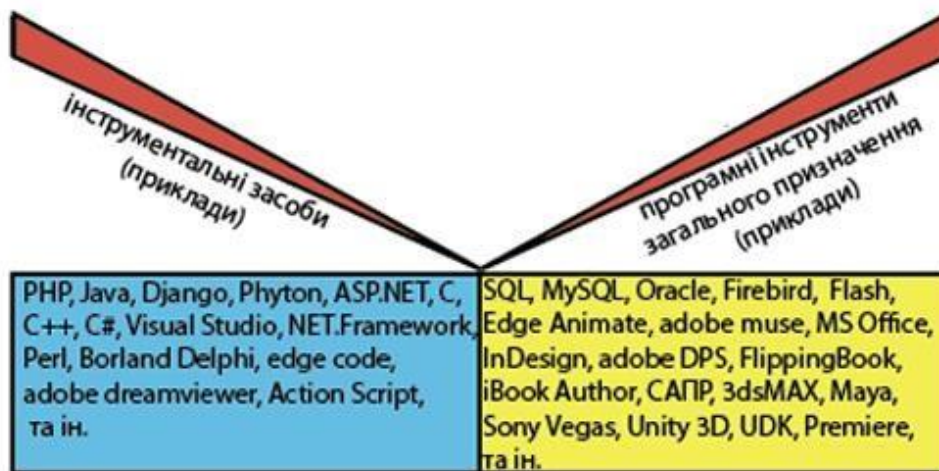 інструментальні засоби
(приклади)
програмні інструменти
загального призначення
(приклади)
PHP, Java, Django, Phyton, ASP.NET, C,
C++, C#, Visual Studio, NET.Framework,
Perl, Borland Delphi, edge code,
adobe dreamviewer, Action Script,
та ін.
SQL, MySQL, Oracle, Firebird, Flash,
Edge Animate, adobe muse, MS Office,
InDesign, adobe DPS, FlippingBook,
iBook Author, САПР, 3dsMAX, Maya,
Sony Vegas, Unity 3D, UDK, Premiere,
та ін.